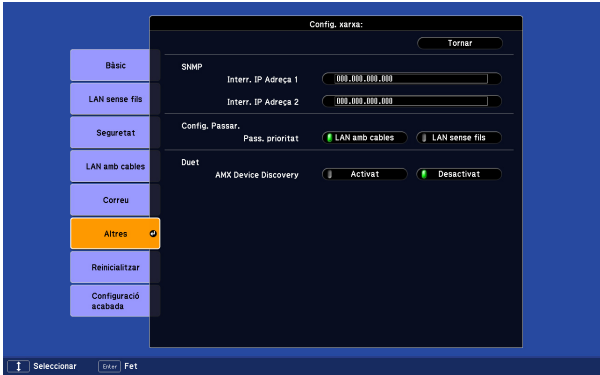 Config. xarxa:
Tornar
Bàsic
LAN sense fils
Seguretat
LAN amb cables
Correu
Altres
Reinicialitzar
Configuració
acabada
SNMP
Interr. IP Adreça 1 000.000.000.000
Interr. IP Adreça 2 000.000.000.000
Config. Passar.
Pass. prioritat LAN amb cables LAN sense fils
Duet
AMX Device Discovery Activat Desactivat
Seleccionar Enter Fet